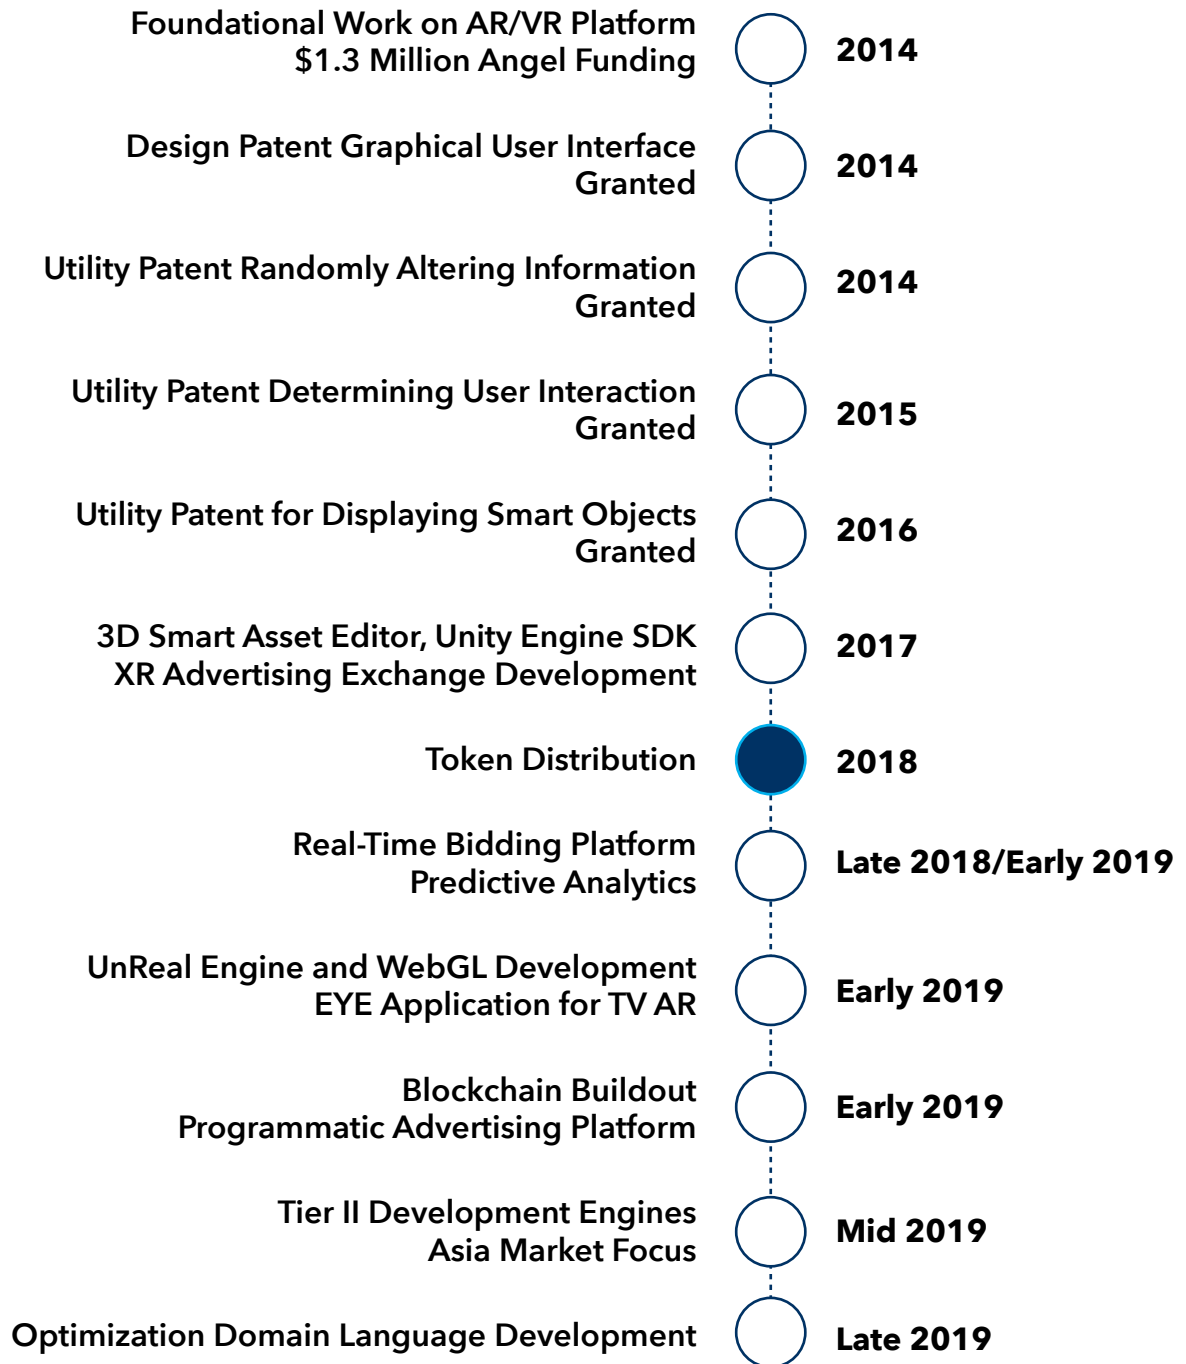 Foundational Work on AR/VR Platform
$1.3 Million Angel Funding
2014
Design Patent Graphical User Interface
Granted
2014
Utility Patent Randomly Altering Information
Granted
2014
Utility Patent Determining User Interaction
Granted
2015
Utility Patent for Displaying Smart Objects
Granted
2016
3D Smart Asset Editor, Unity Engine SDK
XR Advertising Exchange Development
2017
Token Distribution
2018
Real-Time Bidding Platform
Predictive Analytics
Late 2018/Early 2019
UnReal Engine and WebGL Development
EYE Application for TV AR
Early 2019
Blockchain Buildout
Programmatic Advertising Platform
Early 2019
Tier II Development Engines
Asia Market Focus
Mid 2019
Optimization Domain Language Development
Late 2019